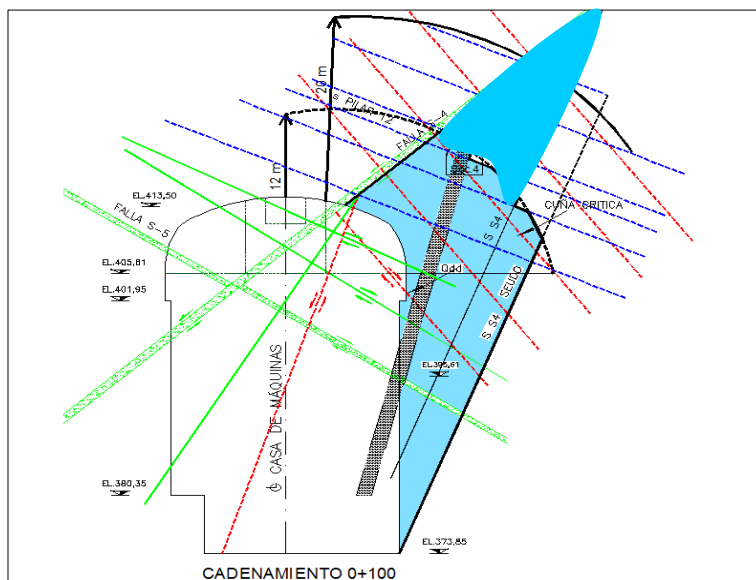 20 m
S PILAR 12
FALLA S-4
12 m
EL.413,50
FALLA S-5
CUÑA CRITICA
S S4
Qdd
EL.405,81
EL.401,95
S S4 SEUDO
EL.395,61
₵ CASA DE MÁQUINAS
EL.380,35
EL.373,85
CADENAMIENTO 0+100